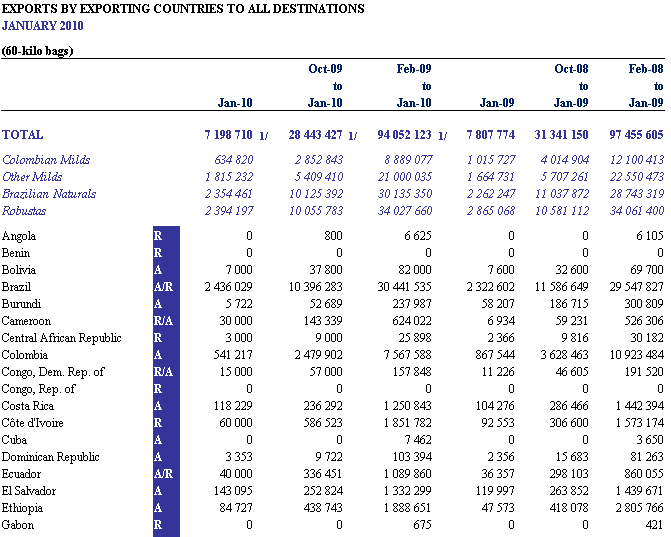 EXPORTS BY EXPORTING COUNTRIES TO ALL DESTINATIONS
JANUARY 2010
(60-kilo bags)
Oct-09 Feb-09 Oct-08 Feb-08
to to to to
Jan-10 Jan-10 Jan-10 Jan-09 Jan-09 Jan-09
TOTAL 7 198 710 1/ 28 443 427 1/ 94 052 123 1/ 7 807 774 31 341 150 97 455 605
Colombian Milds 634 820 2 852 843 8 889 077 1 015 727 4 014 904 12 100 413
Other Milds 1 815 232 5 409 410 21 000 035 1 664 731 5 707 261 22 550 473
Brazilian Naturals 2 354 461 10 125 392 30 135 350 2 262 247 11 037 872 28 743 319
Robustas 2 394 197 10 055 783 34 027 660 2 865 068 10 581 112 34 061 400
Angola R 0 800 6 625 0 0 6 105
Benin R 0 0 0 0 0 0
Bolivia A 7 000 37 800 82 000 7 600 32 600 69 700
Brazil A/R 2 436 029 10 396 283 30 441 535 2 322 602 11 586 649 29 547 827
Burundi A 5 722 52 689 237 987 58 207 186 715 300 809
Cameroon R/A 30 000 143 339 624 022 6 934 59 231 526 306
Central African Republic R 3 000 9 000 25 898 2 366 9 816 30 182
Colombia A 541 217 2 479 902 7 567 588 867 544 3 628 463 10 923 484
Congo, Dem. Rep. of R/A 15 000 57 000 157 848 11 226 46 605 191 520
Congo, Rep. of R 0 0 0 0 0 0
Costa Rica A 118 229 236 292 1 250 843 104 276 286 466 1 442 394
Côte d'Ivoire R 60 000 586 523 1 851 782 92 553 306 600 1 573 174
Cuba A 0 0 7 462 0 0 3 650
Dominican Republic A 3 353 9 722 103 394 2 356 15 683 81 263
Ecuador A/R 40 000 336 451 1 089 860 36 357 298 103 860 055
El Salvador A 143 095 252 824 1 332 299 119 997 263 852 1 439 671
Ethiopia A 84 727 438 743 1 888 651 47 573 418 078 2 805 766
Gabon R 0 0 675 0 0 421